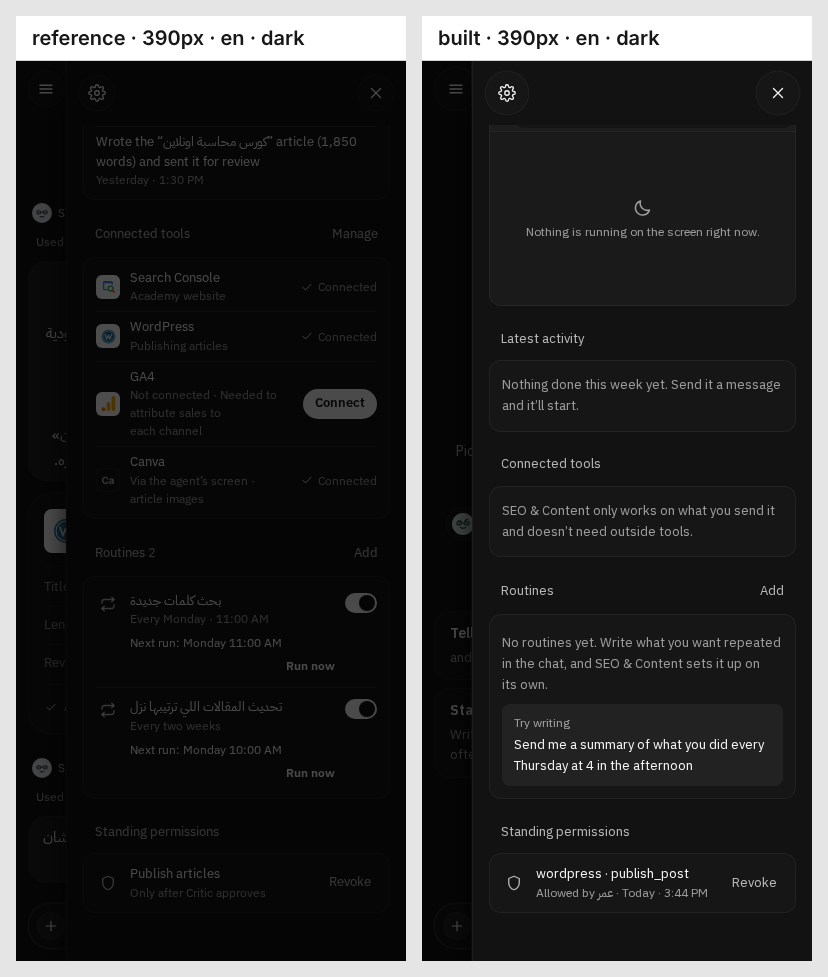 reference · 390px · en · dark
Wrote the “كورس محاسبة اونلاين” article (1,850
words) and sent it for review
Yesterday · 1:30 PM
Connected tools
Manage
Search Console
Academy website
Connected
WordPress
Publishing articles
Connected
GA4
Not connected · Needed to
attribute sales to
each channel
Connect
Ca
Canva
Via the agent’s screen ·
article images
Connected
Routines 2
Add
بحث كلمات جديدة
Every Monday · 11:00 AM
Next run: Monday 11:00 AM
Run now
تحديث المقالات اللي ترتيبها نزل
Every two weeks
Next run: Monday 10:00 AM
Run now
Standing permissions
Publish articles
Only after Critic approves
Revoke
Used
Used
built · 390px · en · dark
Nothing is running on the screen right now.
Latest activity
Nothing done this week yet. Send it a message
and it’ll start.
Connected tools
SEO & Content only works on what you send it
and doesn’t need outside tools.
Routines
Add
No routines yet. Write what you want repeated
in the chat, and SEO & Content sets it up on
its own.
Try writing
Send me a summary of what you did every
Thursday at 4 in the afternoon
Standing permissions
wordpress · publish_post
Allowed by عمر · Today · 3:44 PM
Revoke